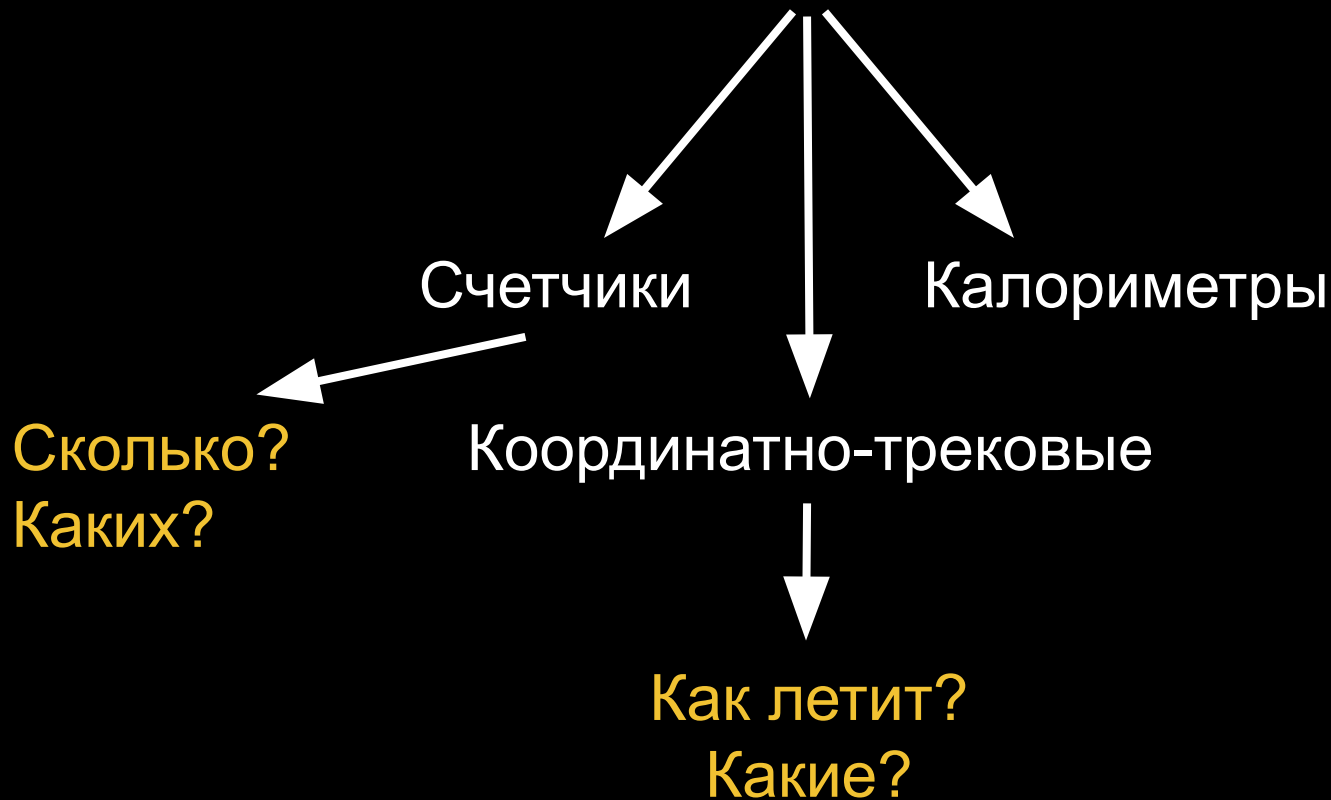 Счетчики
Калориметры
Сколько?
Каких?
Координатно-трековые
Как летит?
Какие?